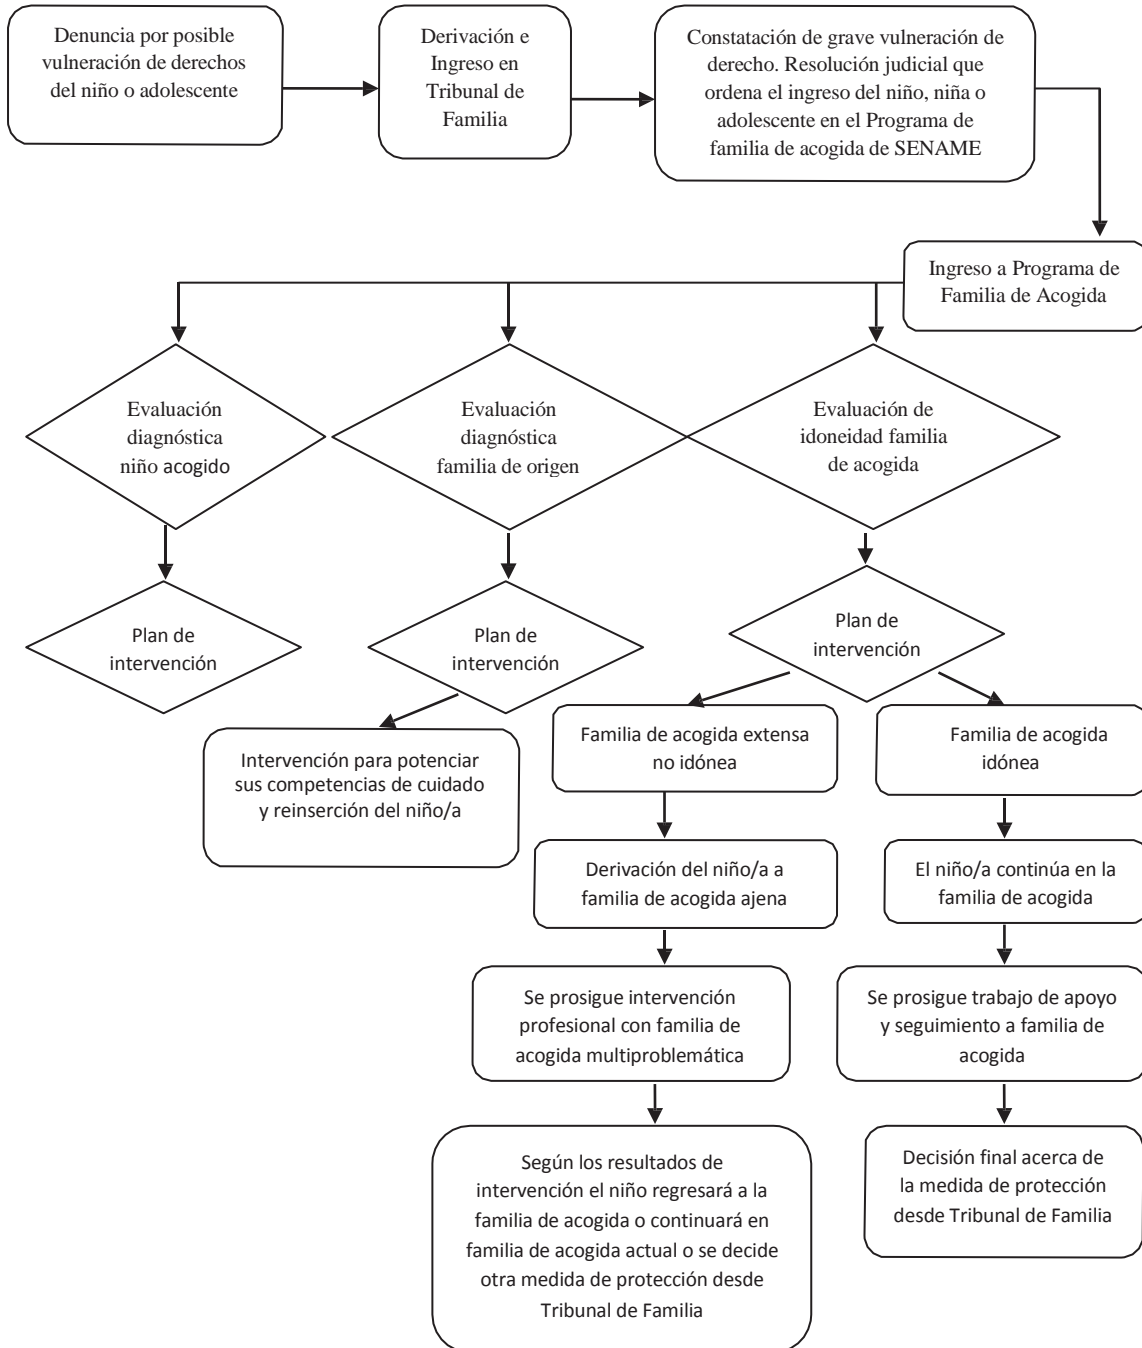 Denuncia por posible
vulneración de derechos
del niño o adolescente
Derivación e
Ingreso en
Tribunal de
Familia
Constatación de grave vulneración de
derecho. Resolución judicial que
ordena el ingreso del niño, niña o
adolescente en el Programa de
familia de acogida de SENAME
Ingreso a Programa de
Familia de Acogida
Evaluación
diagnóstica
niño acogido
Evaluación
diagnóstica
familia de origen
Evaluación de
idoneidad familia
de acogida
Plan de
intervención
Plan de
intervención
Plan de
intervención
Intervención para potenciar
sus competencias de cuidado
y reinserción del niño/a
Familia de acogida extensa
no idónea
Familia de acogida
idónea
Derivación del niño/a a
familia de acogida ajena
El niño/a continúa en la
familia de acogida
Se prosigue intervención
profesional con familia de
acogida multiproblemática
Se prosigue trabajo de apoyo
y seguimiento a familia de
acogida
Según los resultados de
intervención el niño regresará a la
familia de acogida o continuará en
familia de acogida actual o se decide
otra medida de protección desde
Tribunal de Familia
Decisión final acerca de
la medida de protección
desde Tribunal de Familia